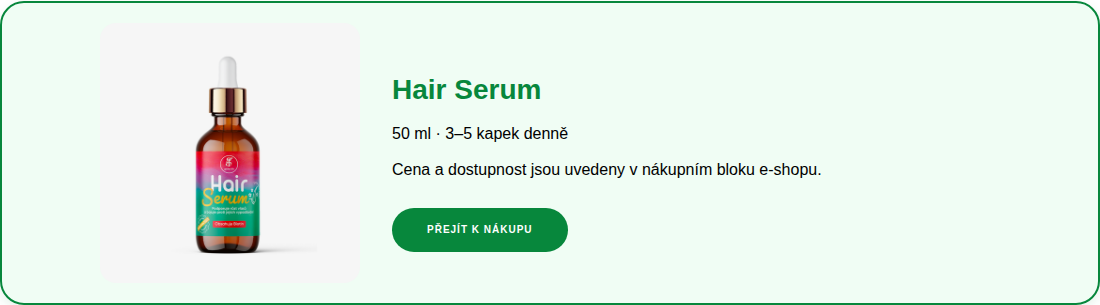 Hair Serum
50 ml · 3–5 kapek denně
Cena a dostupnost jsou uvedeny v nákupním bloku e-shopu.
PŘEJÍT K NÁKUPU
Hair
Serum